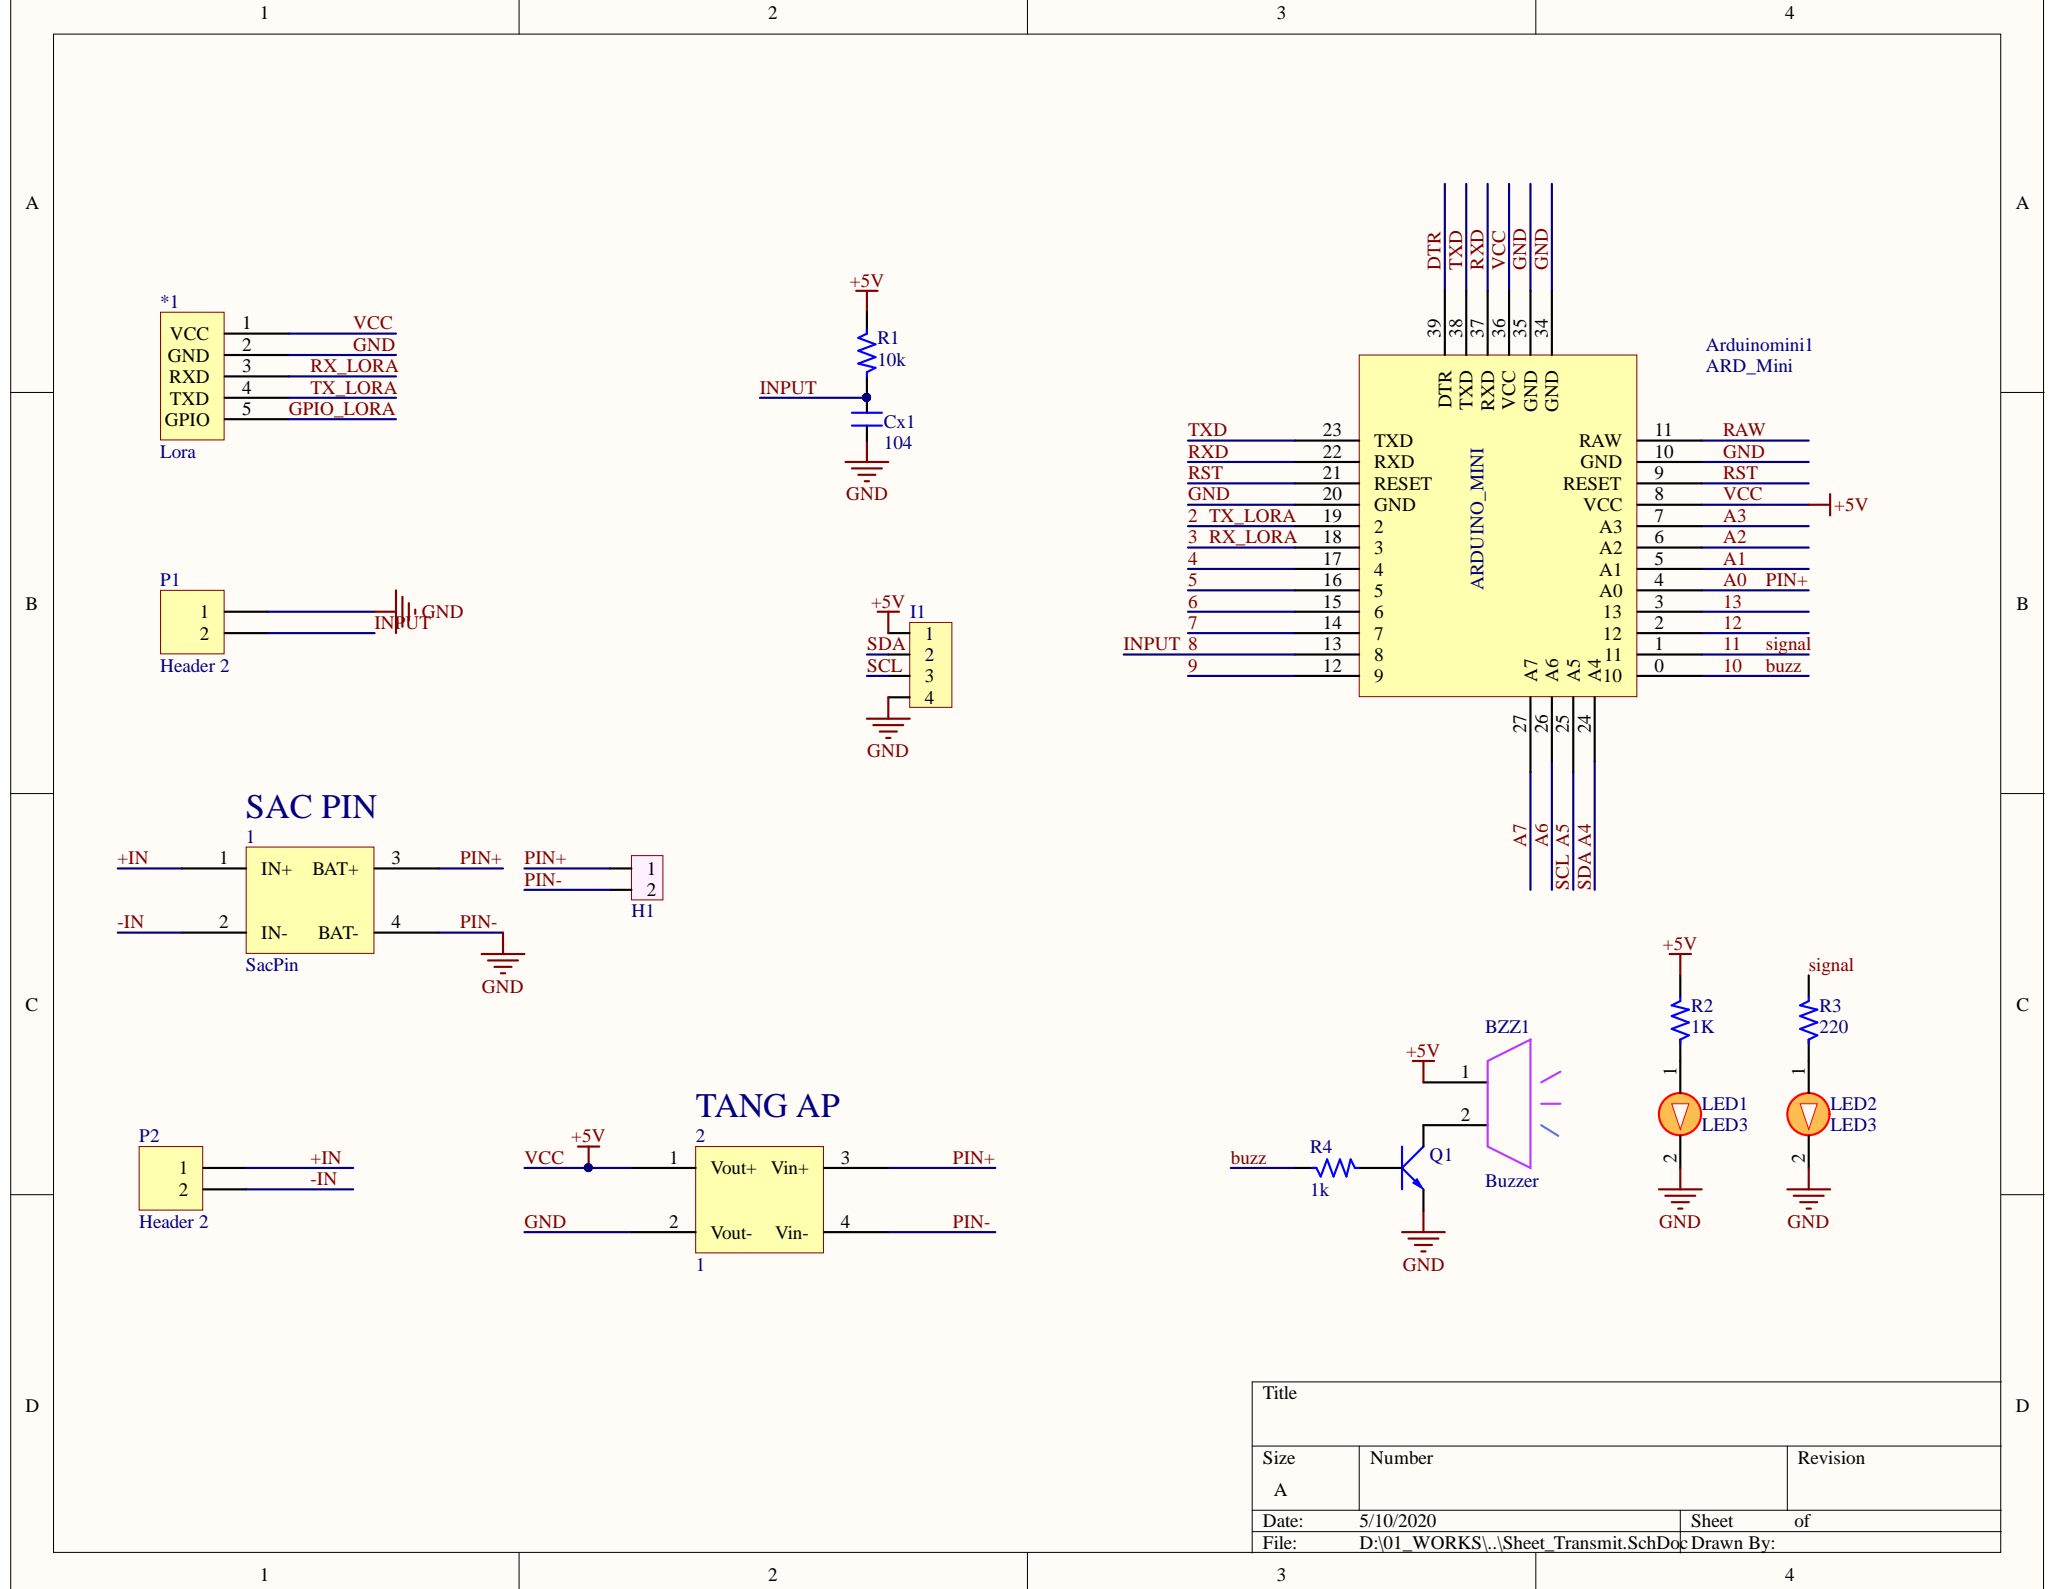 1 2 3 4
A A
B B
C C
D D
1 2 3 4
*1
VCC 1 VCC
GND 2 GND
RXD 3 RX_LORA
TXD 4 TX_LORA
GPIO 5 GPIO_LORA
Lora
+5V
R1
10k
INPUT
Cx1
104
GND
P1
1 GND
2 INPUT
Header 2
+5V
I1
1
SDA 2
SCL 3
4
GND
DTR TXD RXD VCC GND GND
39 38 37 36 35 34
DTR TXD RXD VCC GND GND
Arduinomini1
ARD_Mini
ARDUINO_MINI
TXD 23 TXD
RXD 22 RXD
RST 21 RESET
GND 20 GND
2 TX_LORA 19 2
3 RX_LORA 18 3
4 17 4
5 16 5
6 15 6
7 14 7
INPUT 8 13 8
9 12 9
RAW 11 RAW
GND 10 GND
RESET 9 RST
VCC 8 VCC +5V
A3 7 A3
A2 6 A2
A1 5 A1
A0 4 A0 PIN+
13 3 13
12 2 12
11 1 11 signal
10 0 10 buzz
A7 A6 A5 A4
27 26 25 24
A7 A6 SCL A5 SDA A4
SAC PIN
1
+IN 1 IN+ BAT+ 3 PIN+
-IN 2 IN- BAT- 4 PIN-
SacPin
GND
PIN+ 1
PIN- 2
H1
P2
1 +IN
2 -IN
Header 2
TANG AP
2
+5V
VCC 1 Vout+ Vin+ 3 PIN+
GND 2 Vout- Vin- 4 PIN-
1
BZZ1
+5V
1
2
Buzzer
buzz
R4
1k
Q1
GND
+5V
R2
1K
1
LED1
LED3
2
GND
signal
R3
220
1
LED2
LED3
2
GND
Title
Size Number Revision
A
Date: 5/10/2020 Sheet of
File: D:\01_WORKS\..\Sheet_Transmit.SchDoc Drawn By: